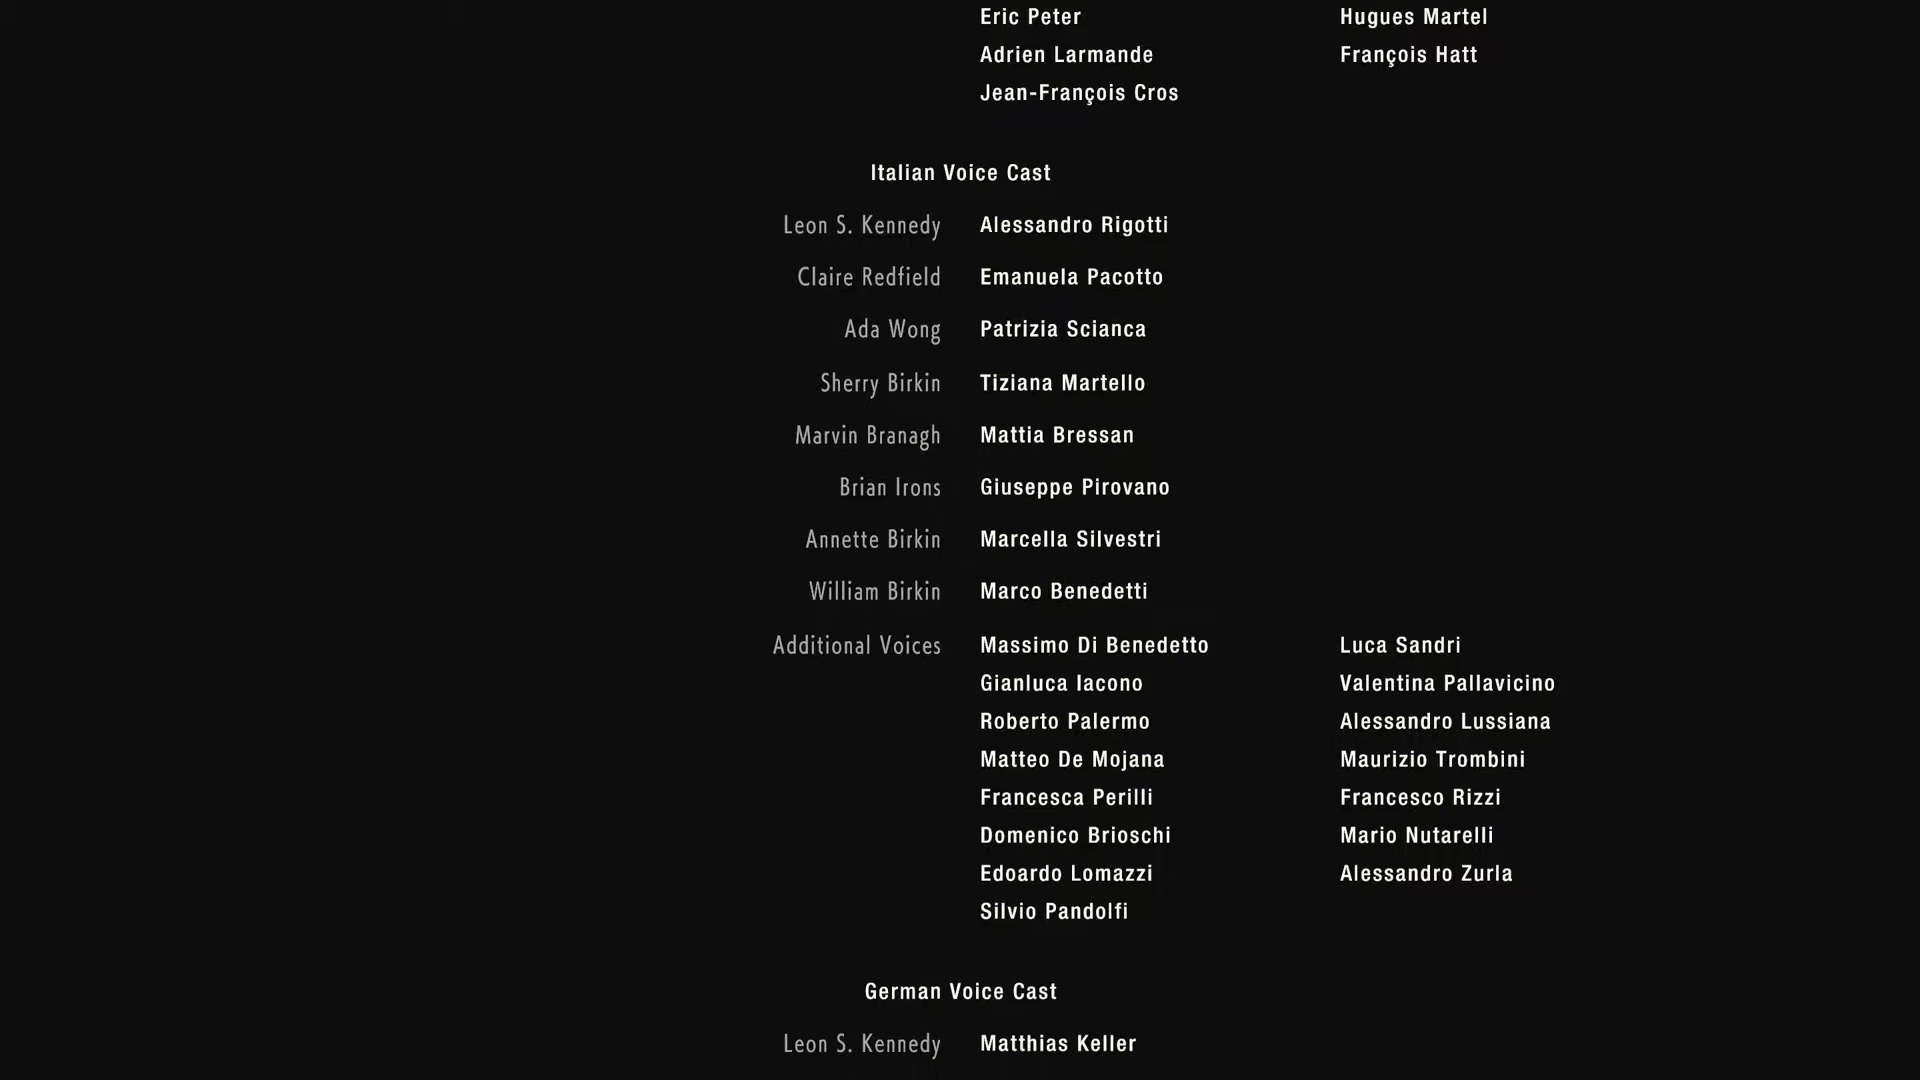 Eric Peter Hugues Martel
Adrien Larmande François Hatt
Jean-François Cros
Italian Voice Cast
Leon S. Kennedy Alessandro Rigotti
Claire Redfield Emanuela Pacotto
Ada Wong Patrizia Scianca
Sherry Birkin Tiziana Martello
Marvin Branagh Mattia Bressan
Brian Irons Giuseppe Pirovano
Annette Birkin Marcella Silvestri
William Birkin Marco Benedetti
Additional Voices Massimo Di Benedetto Luca Sandri
Gianluca Iacono Valentina Pallavicino
Roberto Palermo Alessandro Lussiana
Matteo De Mojana Maurizio Trombini
Francesca Perilli Francesco Rizzi
Domenico Brioschi Mario Nutarelli
Edoardo Lomazzi Alessandro Zurla
Silvio Pandolfi
German Voice Cast
Leon S. Kennedy Matthias Keller